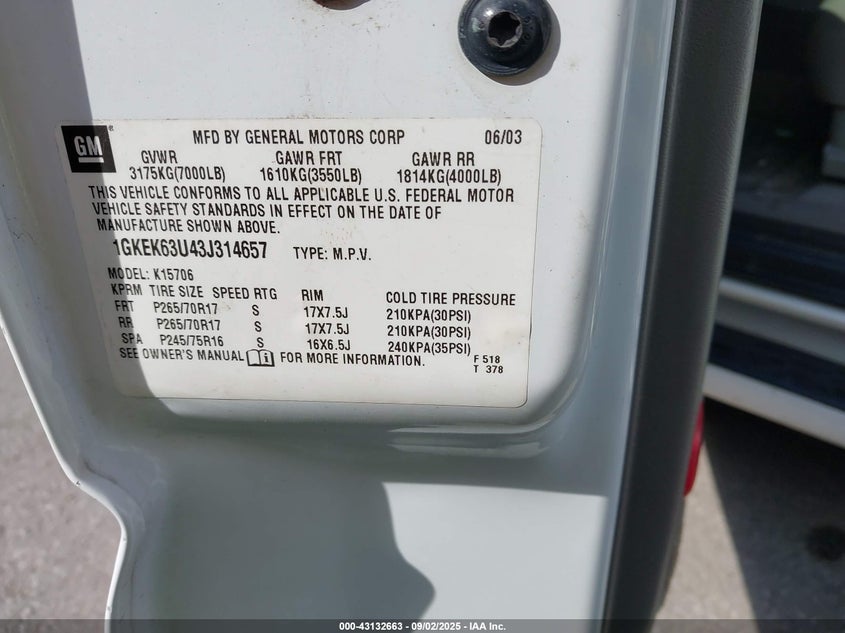 GM®
MFD BY GENERAL MOTORS CORP 06/03
GVWR GAWR FRT GAWR RR
3175KG(7000LB) 1610KG(3550LB) 1814KG(4000LB)
THIS VEHICLE CONFORMS TO ALL APPLICABLE U.S. FEDERAL MOTOR
VEHICLE SAFETY STANDARDS IN EFFECT ON THE DATE OF
MANUFACTURE SHOWN ABOVE.
1GKEK63U43J314657 TYPE: M.P.V.
MODEL: K15706
KPRM TIRE SIZE SPEED RTG RIM COLD TIRE PRESSURE
FRT P265/70R17 S 17X7.5J 210KPA(30PSI)
RR P265/70R17 S 17X7.5J 210KPA(30PSI)
SPA P245/75R16 S 16X6.5J 240KPA(35PSI)
SEE OWNER'S MANUAL FOR MORE INFORMATION.
F 518
T 378
000-43132663 - 09/02/2025 - IAA Inc.